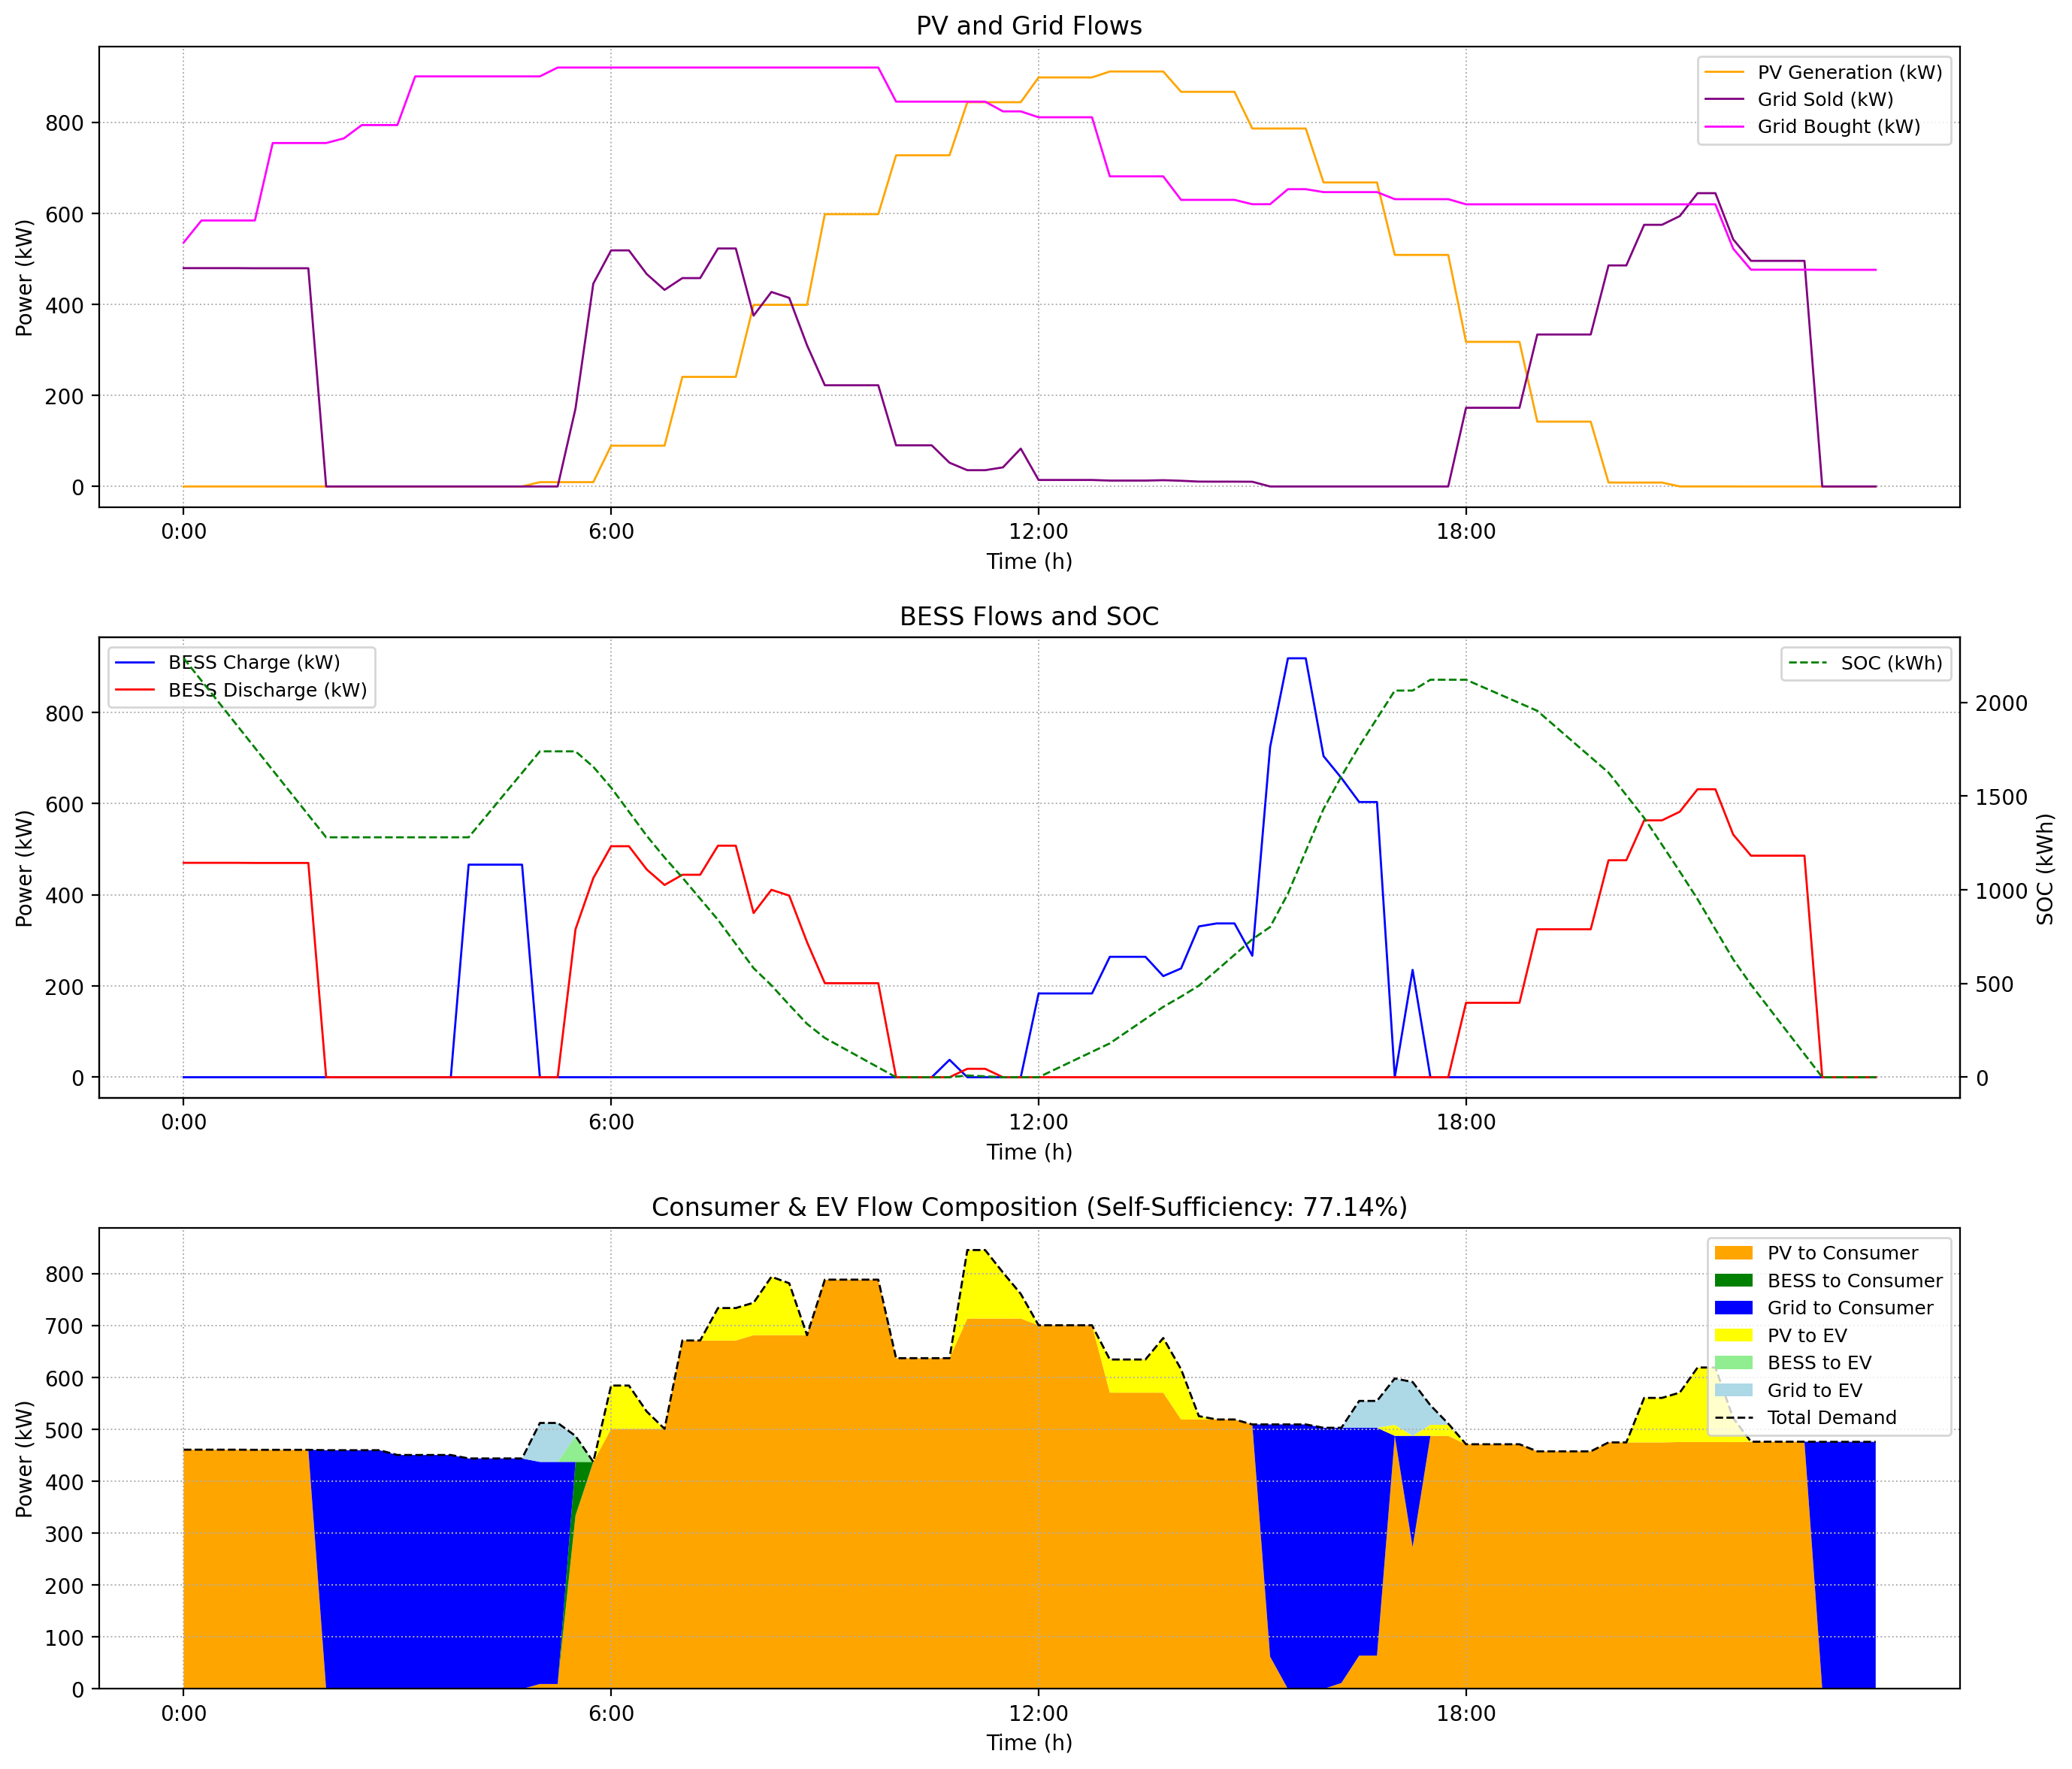 PV and Grid Flows
PV Generation (kW)
Grid Sold (kW)
Grid Bought (kW)
Power (kW)
800
600
400
200
0
0:00 6:00 12:00 18:00
Time (h)
BESS Flows and SOC
BESS Charge (kW)
BESS Discharge (kW)
SOC (kWh)
Power (kW)
800
600
400
200
0
2000
1500
1000
500
0
SOC (kWh)
0:00 6:00 12:00 18:00
Time (h)
Consumer & EV Flow Composition (Self-Sufficiency: 77.14%)
PV to Consumer
BESS to Consumer
Grid to Consumer
PV to EV
BESS to EV
Grid to EV
Total Demand
Power (kW)
800
700
600
500
400
300
200
100
0
0:00 6:00 12:00 18:00
Time (h)